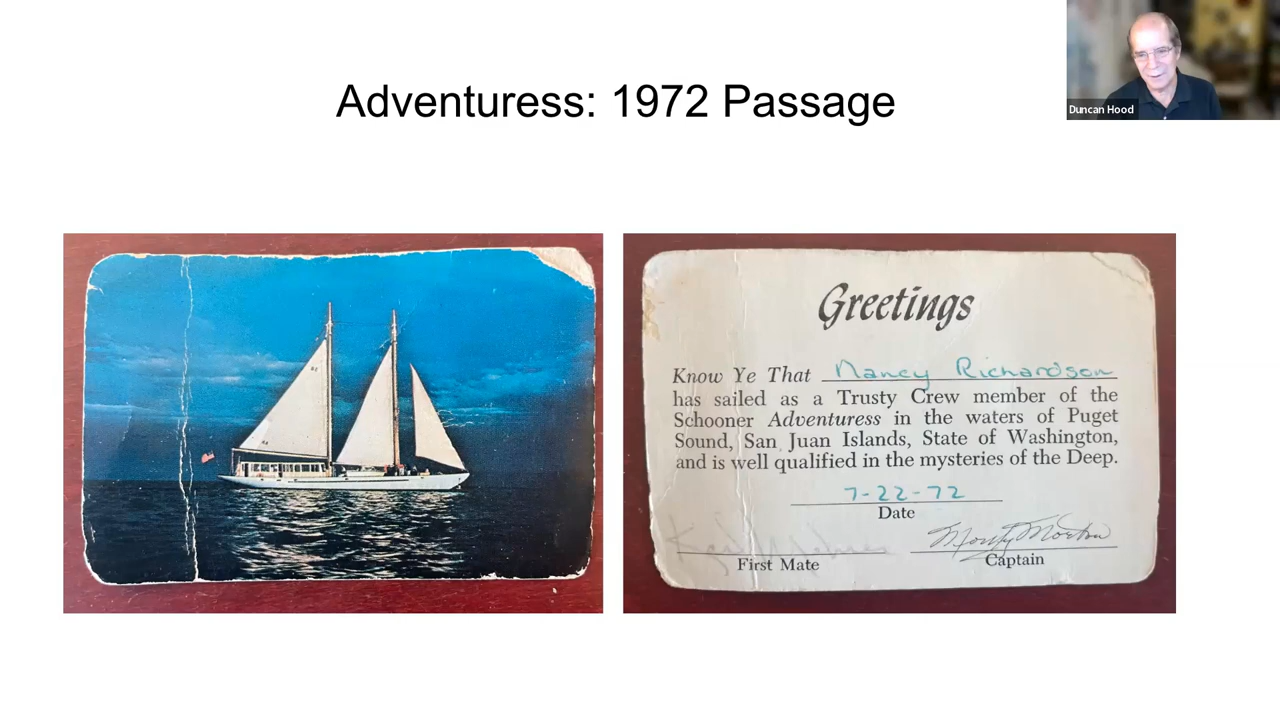 Adventuress: 1972 Passage
Duncan Hood
Greetings
Know Ye That Nancy Richardson
has sailed as a Trusty Crew member of the
Schooner Adventuress in the waters of Puget
Sound, San Juan Islands, State of Washington,
and is well qualified in the mysteries of the Deep.
7-22-72
Date
Monty Morton
First Mate
Captain